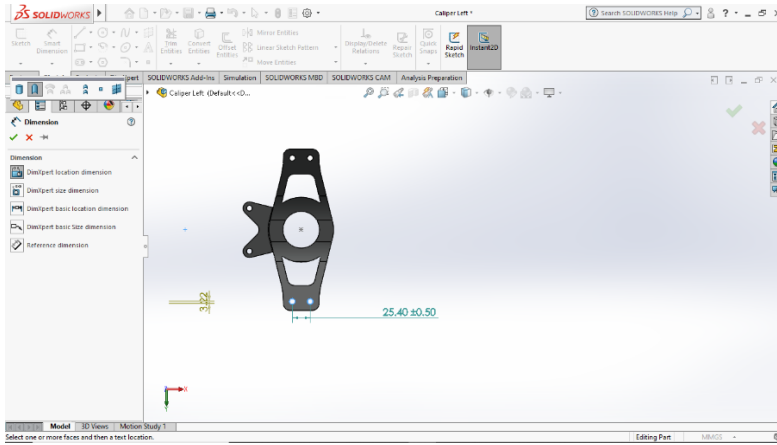 SOLIDWORKS
Caliper Left *
Search SOLIDWORKS Help
Sketch
Smart Dimension
Trim Entities
Convert Entities
Offset Entities
Mirror Entities
Linear Sketch Pattern
Move Entities
Display/Delete Relations
Repair Sketch
Quick Snaps
Rapid Sketch
Instant2D
SOLIDWORKS Add-Ins
Simulation
SOLIDWORKS MBD
SOLIDWORKS CAM
Analysis Preparation
Caliper Left (Default<<D...
Dimension
Dimension
DimXpert location dimension
DimXpert size dimension
DimXpert basic location dimension
DimXpert basic Size dimension
Reference dimension
3.22
25.40 ±0.50
X
Model
3D Views
Motion Study 1
Select one or more faces and then a text location.
Editing Part
MMGS